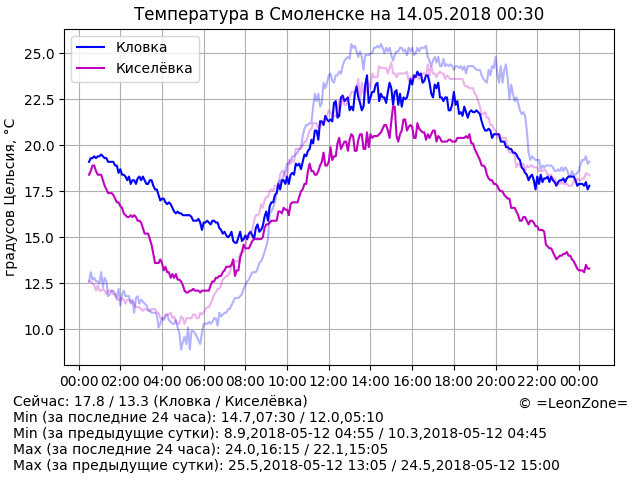 Температура в Смоленске на 14.05.2018 00:30
Кловка
Киселёвка
градусов Цельсия, °C
25.0
22.5
20.0
17.5
15.0
12.5
10.0
00:00 02:00 04:00 06:00 08:00 10:00 12:00 14:00 16:00 18:00 20:00 22:00 00:00
Сейчас: 17.8 / 13.3 (Кловка / Киселёвка)
© =LeonZone=
Min (за последние 24 часа): 14.7,07:30 / 12.0,05:10
Min (за предыдущие сутки): 8.9,2018-05-12 04:55 / 10.3,2018-05-12 04:45
Max (за последние 24 часа): 24.0,16:15 / 22.1,15:05
Max (за предыдущие сутки): 25.5,2018-05-12 13:05 / 24.5,2018-05-12 15:00